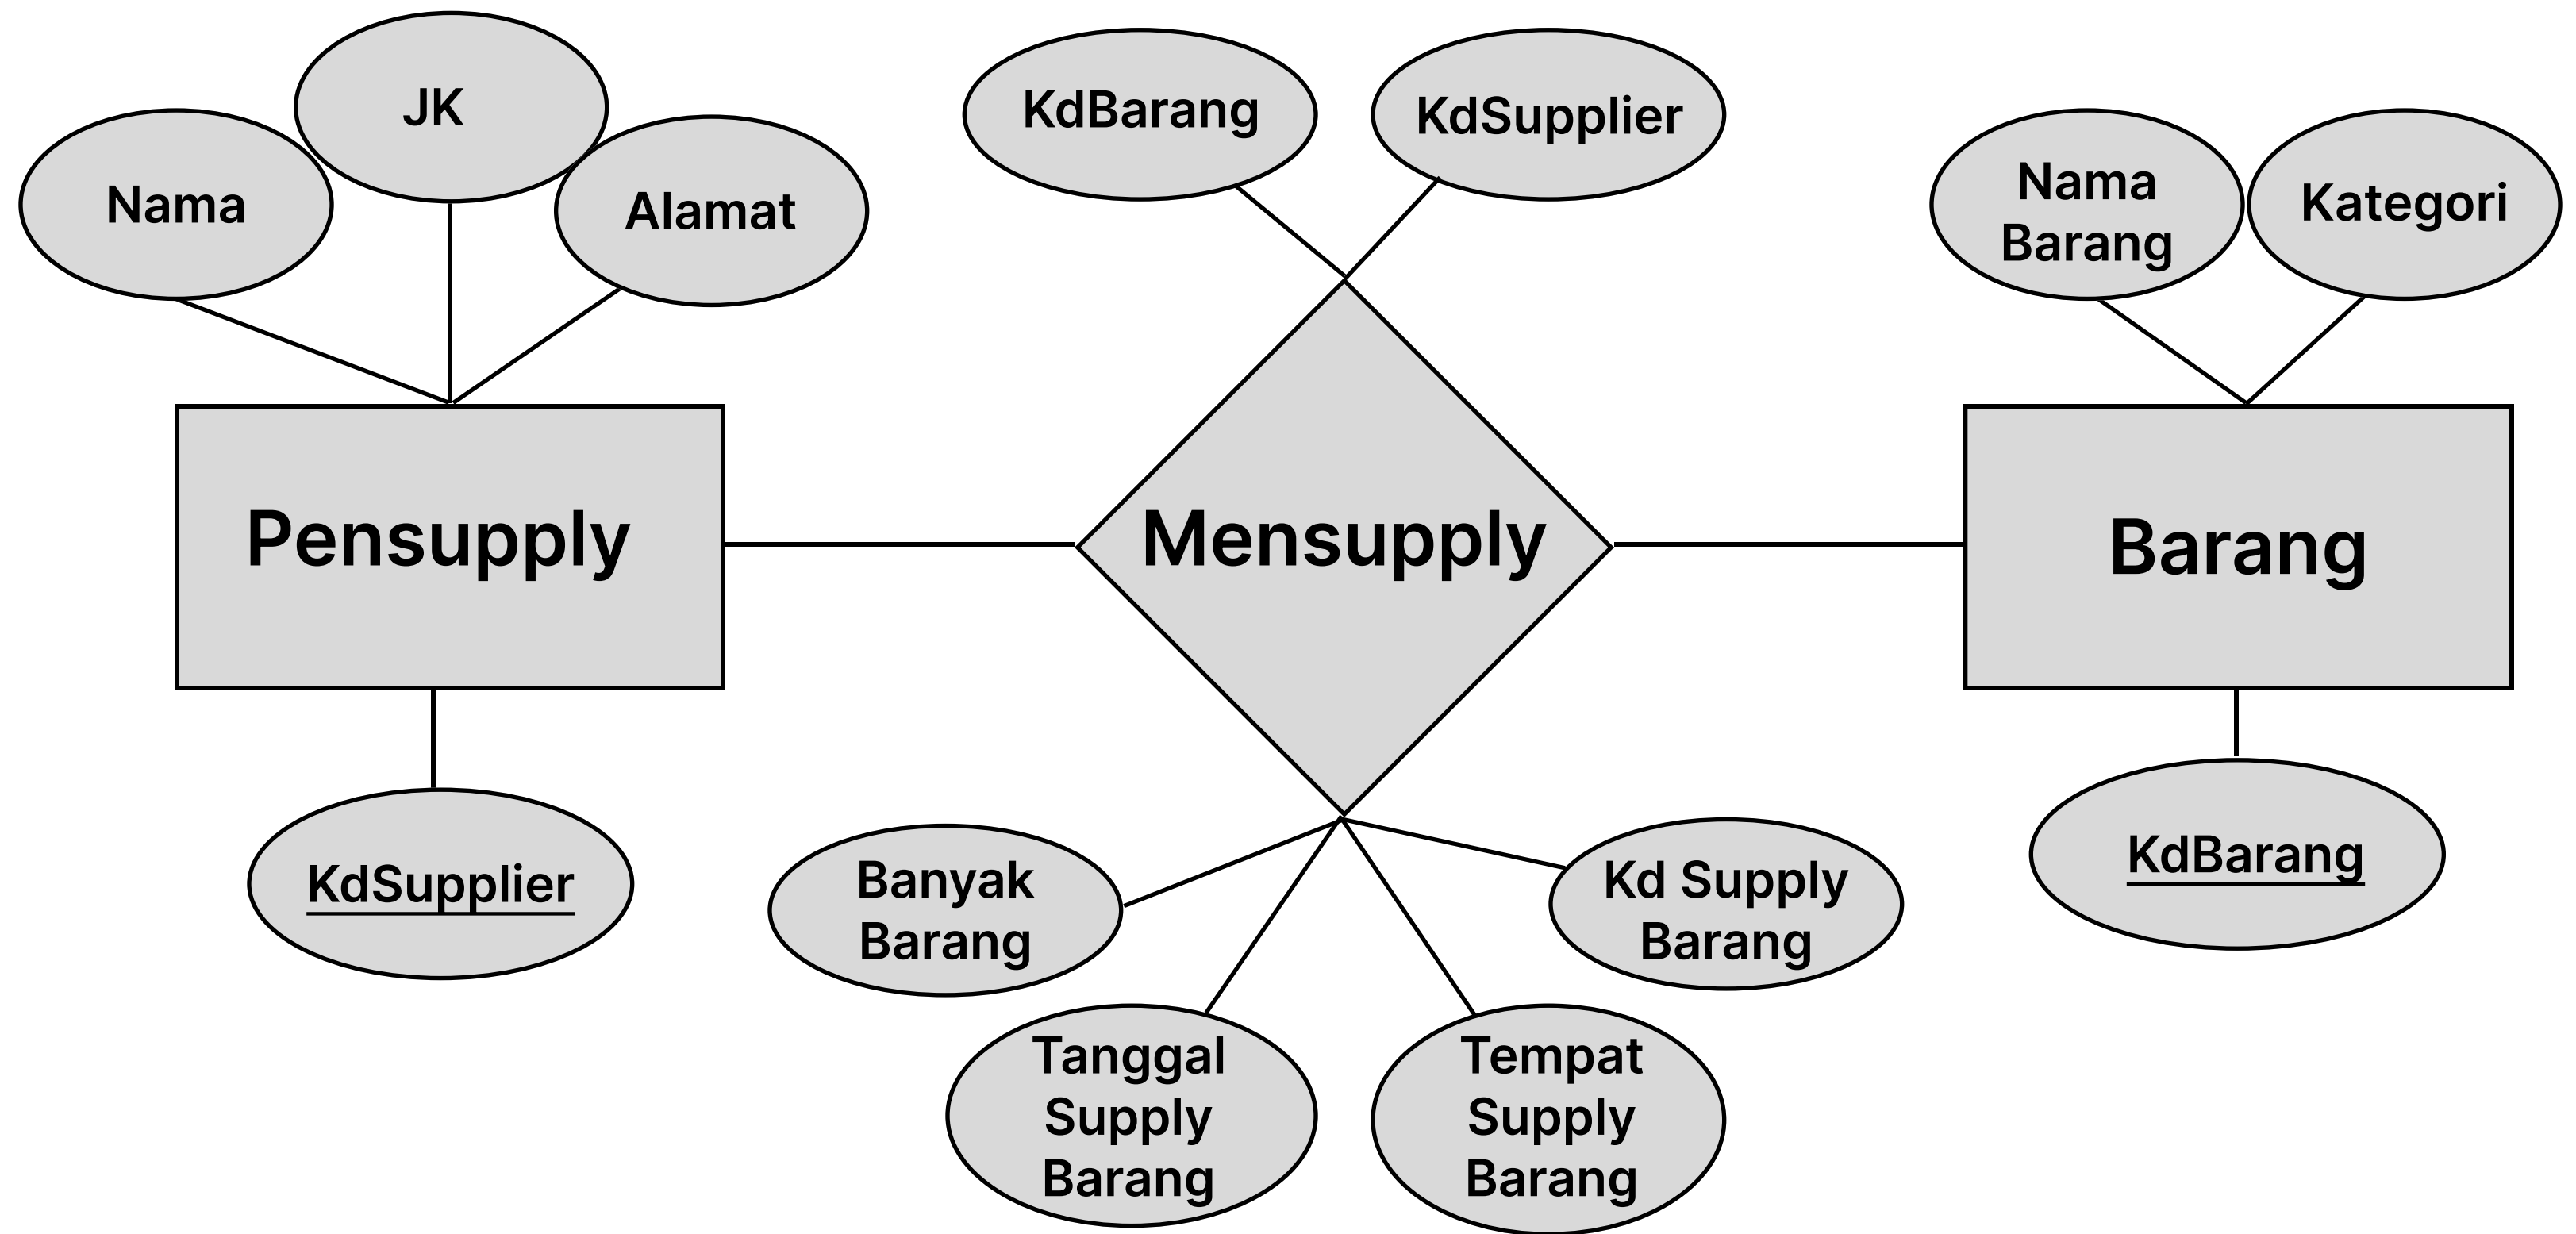 JK
Nama
Alamat
KdBarang
KdSupplier
Nama
Barang
Kategori
Pensupply
Mensupply
Barang
KdSupplier
KdBarang
Banyak
Barang
Kd Supply
Barang
Tanggal
Supply
Barang
Tempat
Supply
Barang